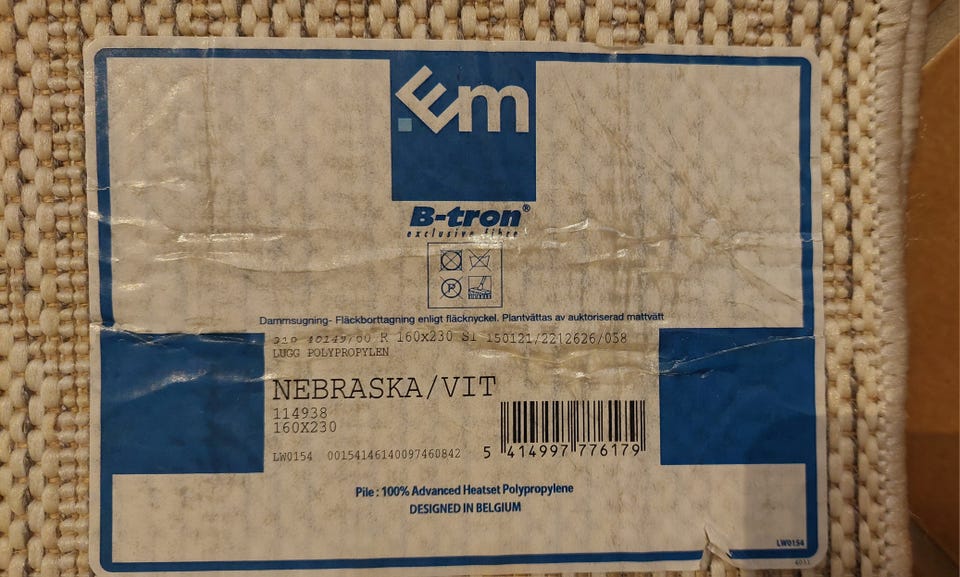 Em
B-tron®
exclusive fibre
P
Dammsugning- Fläckborttagning enligt fläcknyckel. Plantvättas av auktoriserad mattvätt
R 160x230 S1 150121/2212626/058
LUGG POLYPROPYLEN
NEBRASKA/VIT
114938
160X230
LW0154 00154146140097460842
5 414997 776179
Pile : 100% Advanced Heatset Polypropylene
DESIGNED IN BELGIUM
LW0154